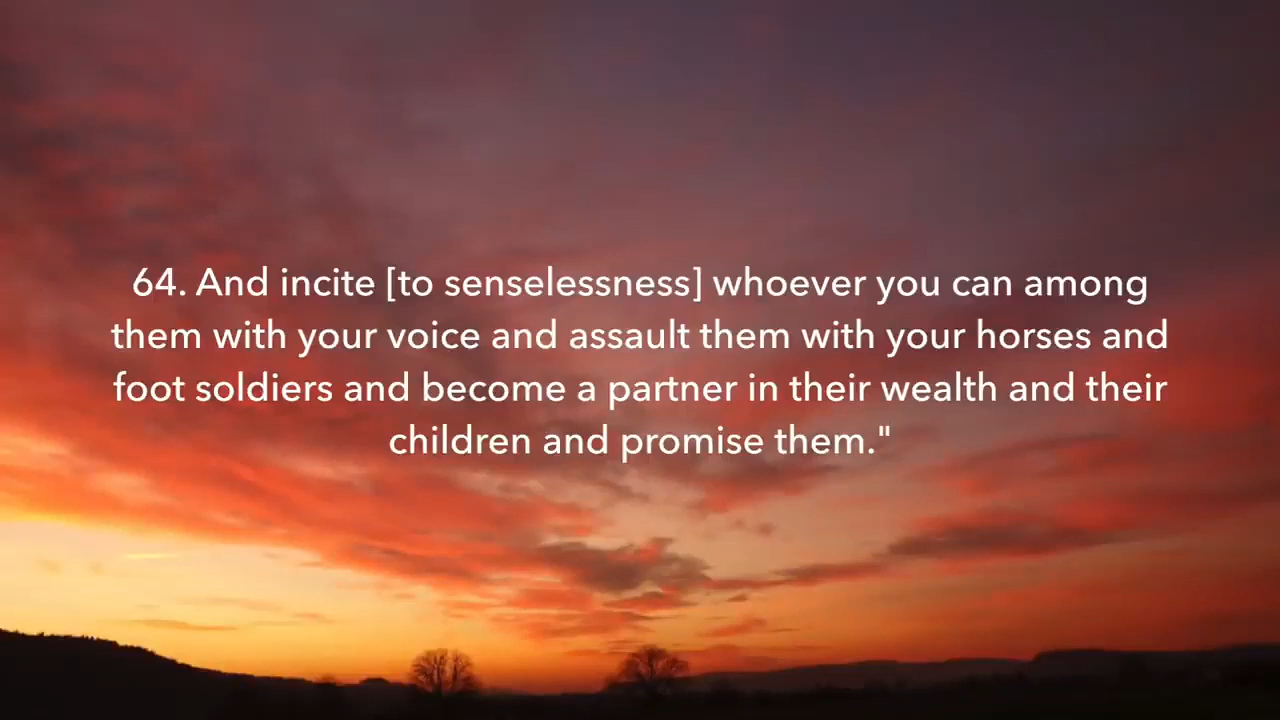 64. And incite [to senselessness] whoever you can among
them with your voice and assault them with your horses and
foot soldiers and become a partner in their wealth and their
children and promise them."